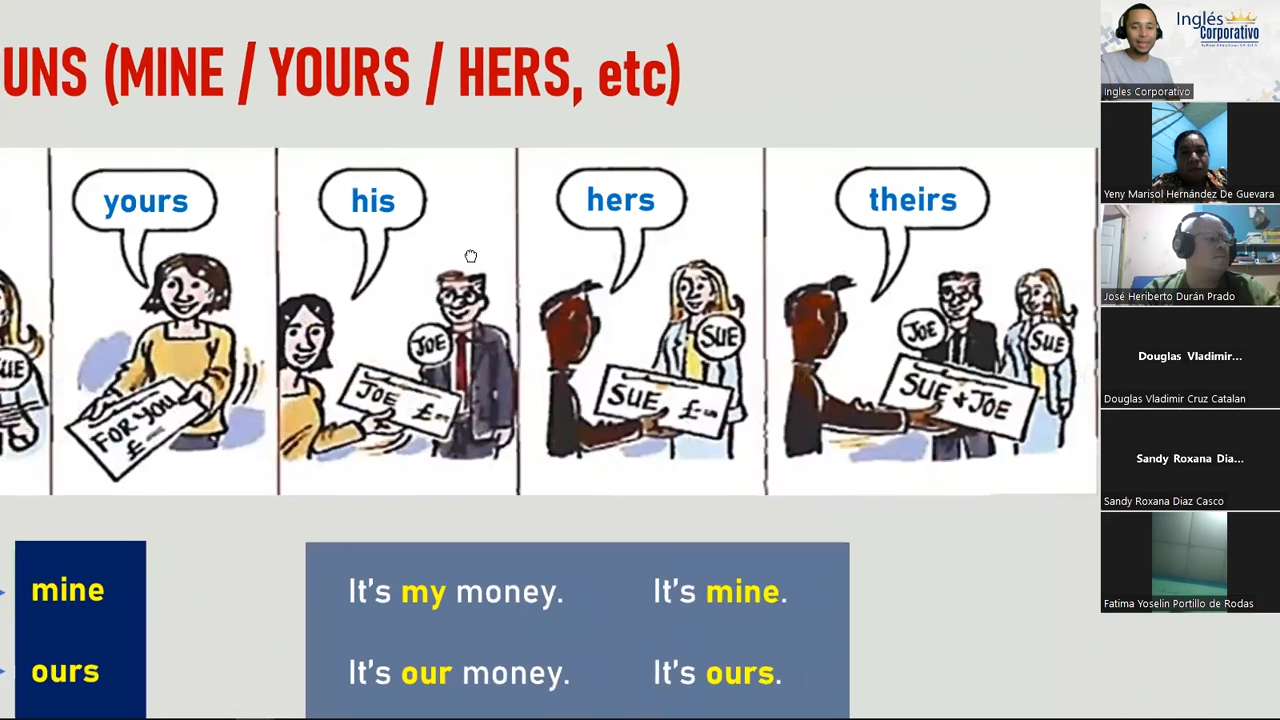 UNS (MINE / YOURS / HERS, etc)
yours
his
hers
theirs
UE
FOR YOU
£
JOE
JOE £
SUE
SUE £
JOE
SUE
SUE + JOE
mine
ours
It's my money. It's mine.
It's our money. It's ours.
Inglés
Corporativo
Ingles Corporativo
Yeny Marisol Hernández De Guevara
José Heriberto Durán Prado
Douglas Vladimir...
Douglas Vladmir Cruz Catalan
Sandy Roxana Dia...
Sandy Roxana Diaz Casco
Fatima Yoselin Portillo de Rodas